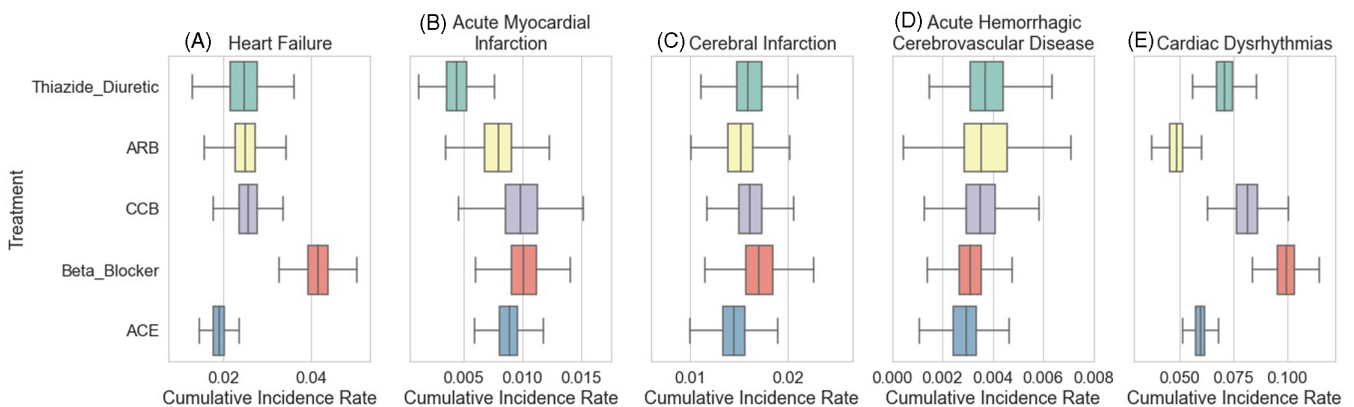 (A) Heart Failure
(B) Acute Myocardial
Infarction
(C) Cerebral Infarction
(D) Acute Hemorrhagic
Cerebrovascular Disease
(E) Cardiac Dysrhythmias
Treatment
Thiazide_Diuretic
ARB
CCB
Beta_Blocker
ACE
0.02 0.04
Cumulative Incidence Rate
0.005 0.010 0.015
Cumulative Incidence Rate
0.01 0.02
Cumulative Incidence Rate
0.000 0.002 0.004 0.006 0.008
Cumulative Incidence Rate
0.050 0.075 0.100
Cumulative Incidence Rate